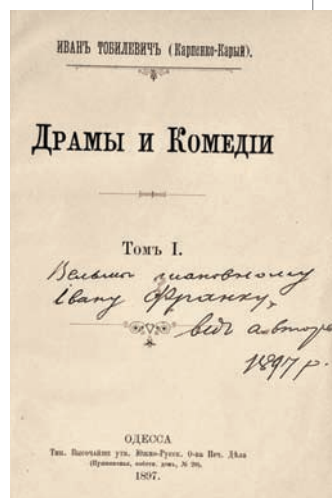 ИВАНЪ ТОБИЛЕВИЧЪ (Карпенко-Карый).
Драмы и Комедіи
Томъ I.
Вельми шановному
Івану Франку,
відъ автора
1897 р.
ОДЕССА
Тип. Высочайше утв. Южно-Русск. О-ва Печ. Дѣла
(Пушкинская, собств. домъ, № 20).
1897.